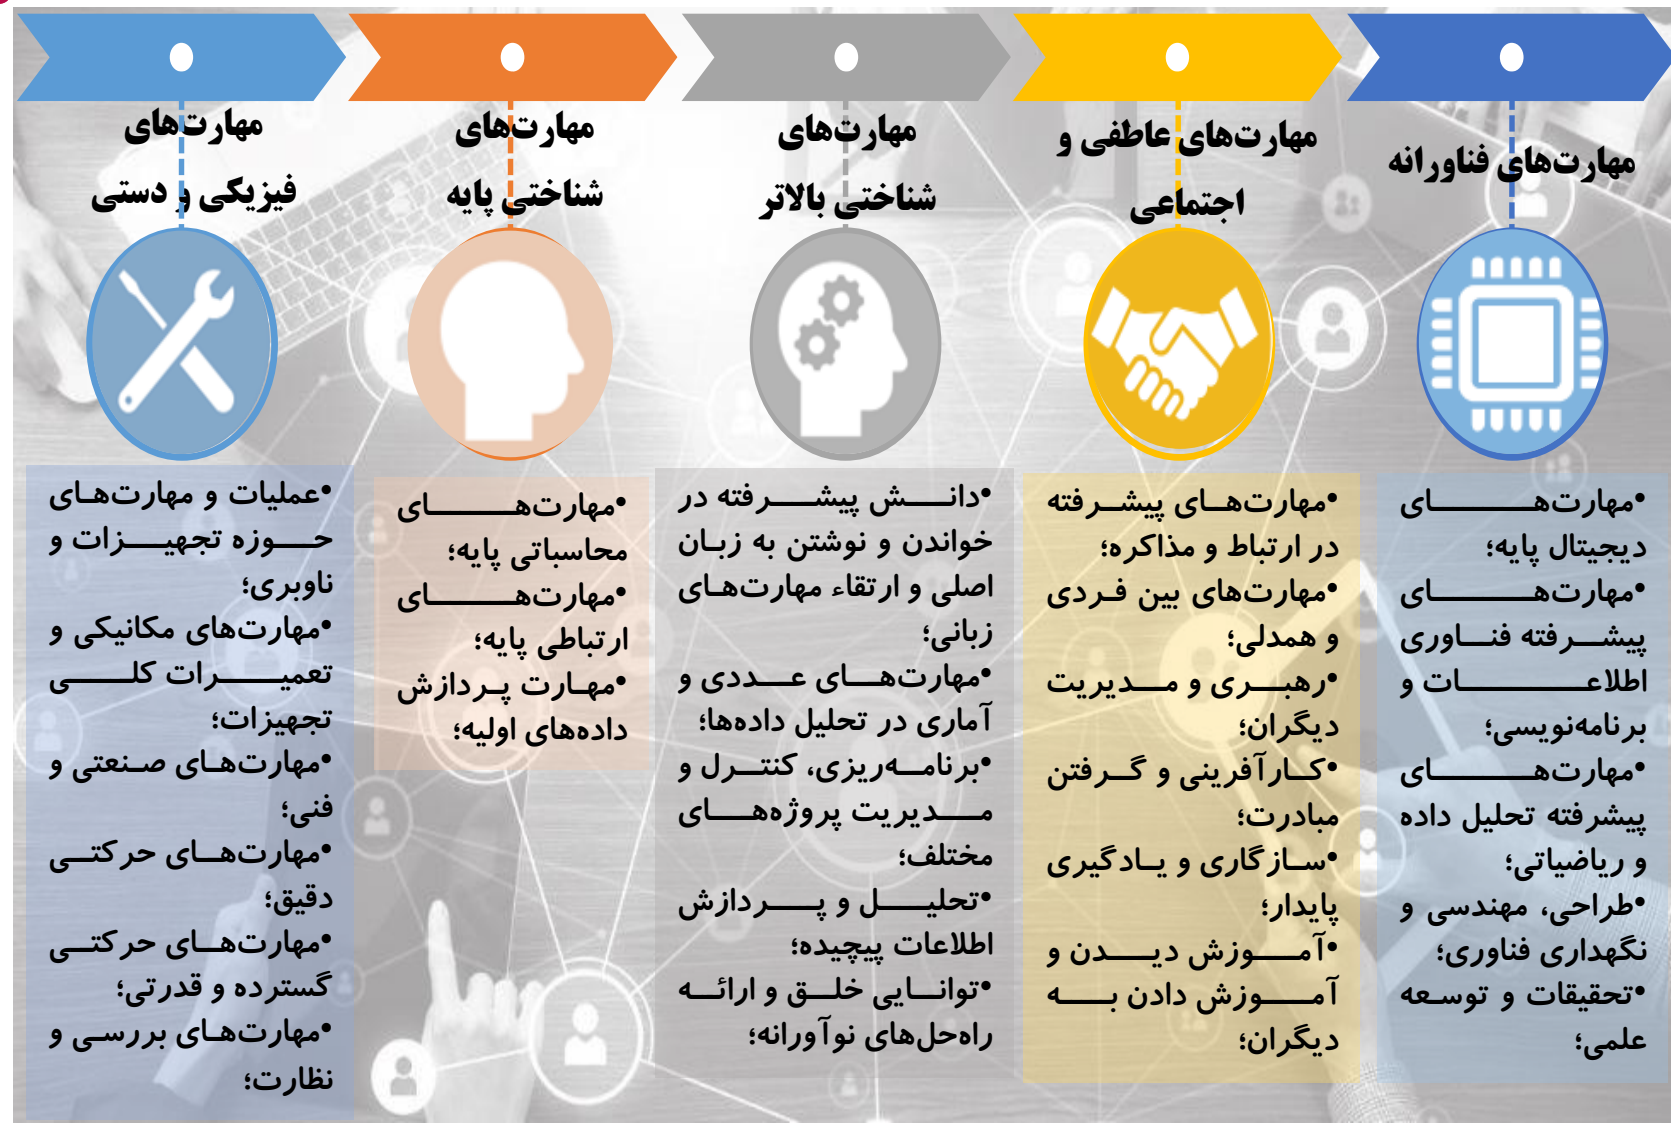 مهارت‌های فناورانه
•مهارت‌های
دیجیتال پایه؛
•مهارت‌های
پیشرفته فناوری
اطلاعات و
برنامه‌نویسی؛
•مهارت‌های
پیشرفته تحلیل داده
و ریاضیاتی؛
•طراحی، مهندسی و
نگهداری فناوری؛
•تحقیقات و توسعه
علمی؛
مهارت‌های عاطفی و
اجتماعی
•مهارت‌های پیشرفته
در ارتباط و مذاکره؛
•مهارت‌های بین فردی
و همدلی؛
•رهبری و مدیریت
دیگران؛
•کارآفرینی و گرفتن
مبادرت؛
•سازگاری و یادگیری
پایدار؛
•آموزش دیدن و
آموزش دادن به
دیگران؛
مهارت‌های
شناختی بالاتر
•دانش پیشرفته در
خواندن و نوشتن به زبان
اصلی و ارتقاء مهارت‌های
زبانی؛
•مهارت‌های عددی و
آماری در تحلیل داده‌ها؛
•برنامه‌ریزی، کنترل و
مدیریت پروژه‌های
مختلف؛
•تحلیل و پردازش
اطلاعات پیچیده؛
•توانایی خلق و ارائه
راه‌حل‌های نوآورانه؛
مهارت‌های
شناختی پایه
•مهارت‌های
محاسباتی پایه؛
•مهارت‌های
ارتباطی پایه؛
•مهارت پردازش
داده‌های اولیه؛
مهارت‌های
فیزیکی و دستی
•عملیات و مهارت‌های
حوزه تجهیزات و
ناوبری؛
•مهارت‌های مکانیکی و
تعمیرات کلی
تجهیزات؛
•مهارت‌های صنعتی و
فنی؛
•مهارت‌های حرکتی
دقیق؛
•مهارت‌های حرکتی
گسترده و قدرتی؛
•مهارت‌های بررسی و
نظارت؛